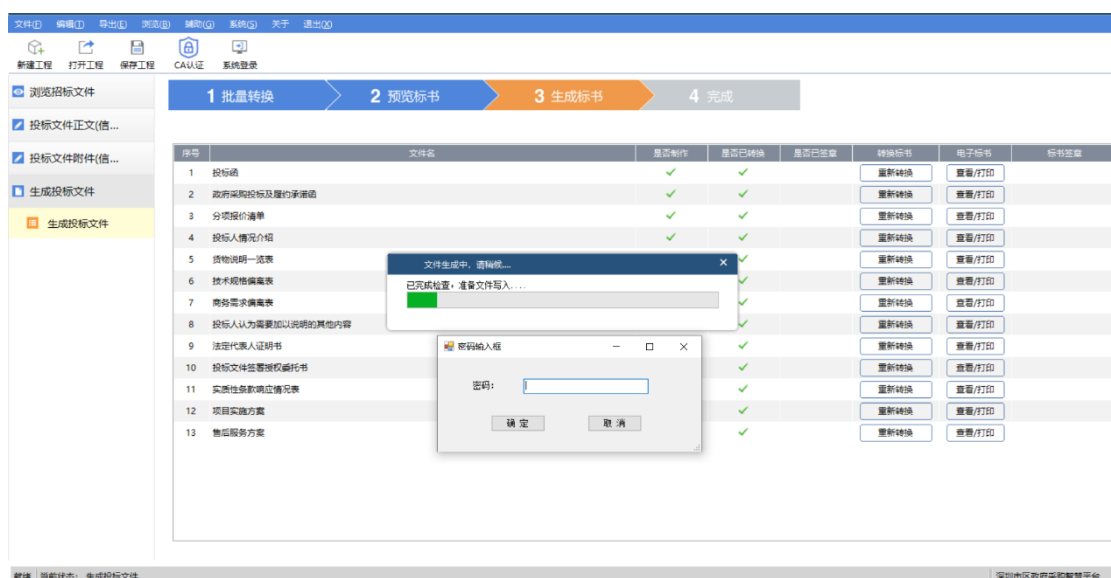 文件(F) 编辑(T) 导出(E) 浏览(B) 辅助(G) 系统(S) 关于 退出(X)
新建工程 打开工程 保存工程 CA认证 系统登录
浏览招标文件
投标文件正文(信...
投标文件附件(信...
生成投标文件
生成投标文件
1 批量转换 2 预览标书 3 生成标书 4 完成
序号 文件名 是否制作 是否已转换 是否已签章 转换标书 电子标书 标书签章
1 投标函 重新转换 查看/打印
2 政府采购投标及履约承诺函 重新转换 查看/打印
3 分项报价清单 重新转换 查看/打印
4 投标人情况介绍 重新转换 查看/打印
5 货物说明一览表 重新转换 查看/打印
6 技术规格偏离表 重新转换 查看/打印
7 商务需求偏离表 重新转换 查看/打印
8 投标人认为需要加以说明的其他内容 重新转换 查看/打印
9 法定代表人证明书 重新转换 查看/打印
10 投标文件签署授权委托书 重新转换 查看/打印
11 实质性条款响应情况表 重新转换 查看/打印
12 项目实施方案 重新转换 查看/打印
13 售后服务方案 重新转换 查看/打印
文件生成中，请稍候....
已完成检查，准备文件写入....
密码输入框
密码：
确 定 取 消
就绪 当前状态： 生成投标文件 深圳市区政府采购智慧平台